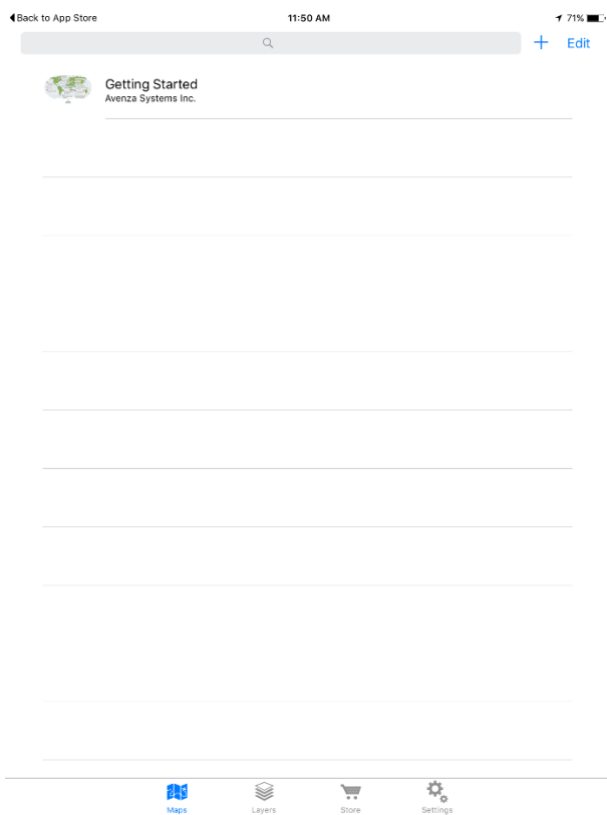 Back to App Store 11:50 AM 71%
Edit
Getting Started
Avenza Systems Inc.
Maps Layers Store Settings